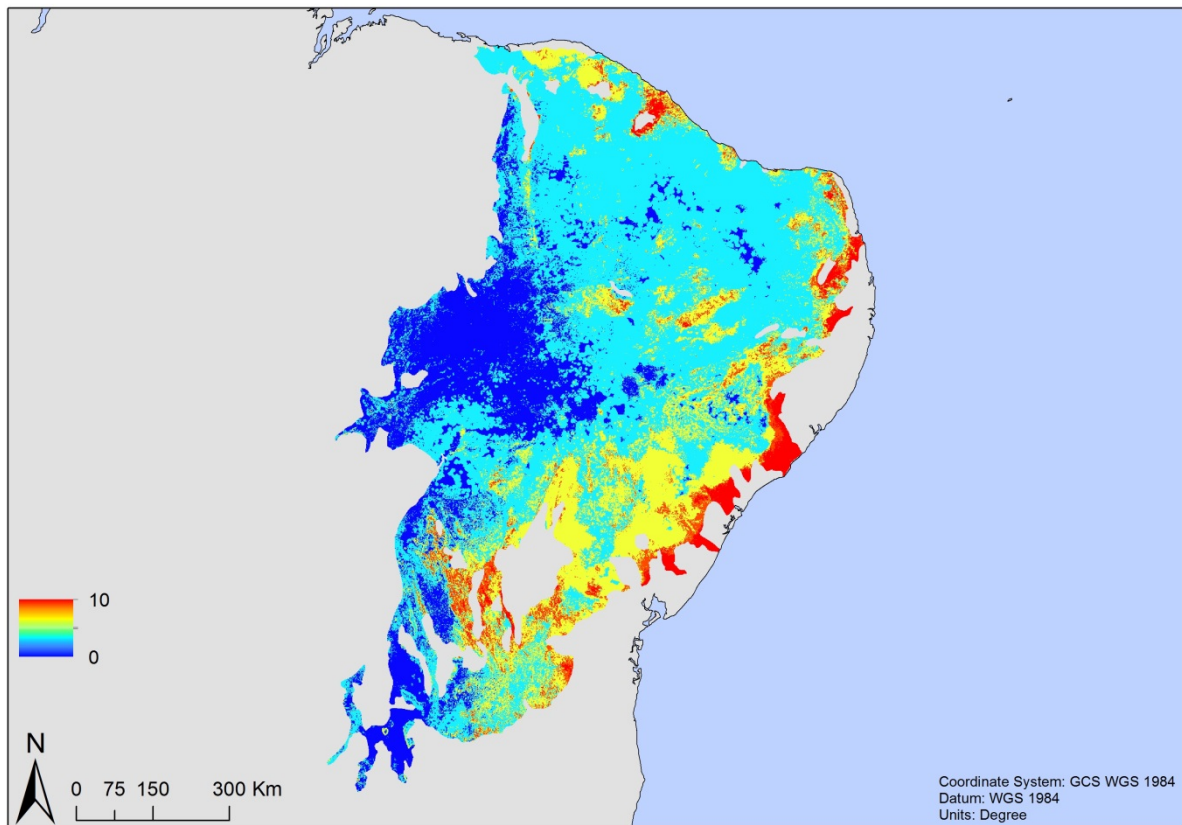 10
0
N
0 75 150 300 Km
Coordinate System: GCS WGS 1984
Datum: WGS 1984
Units: Degree